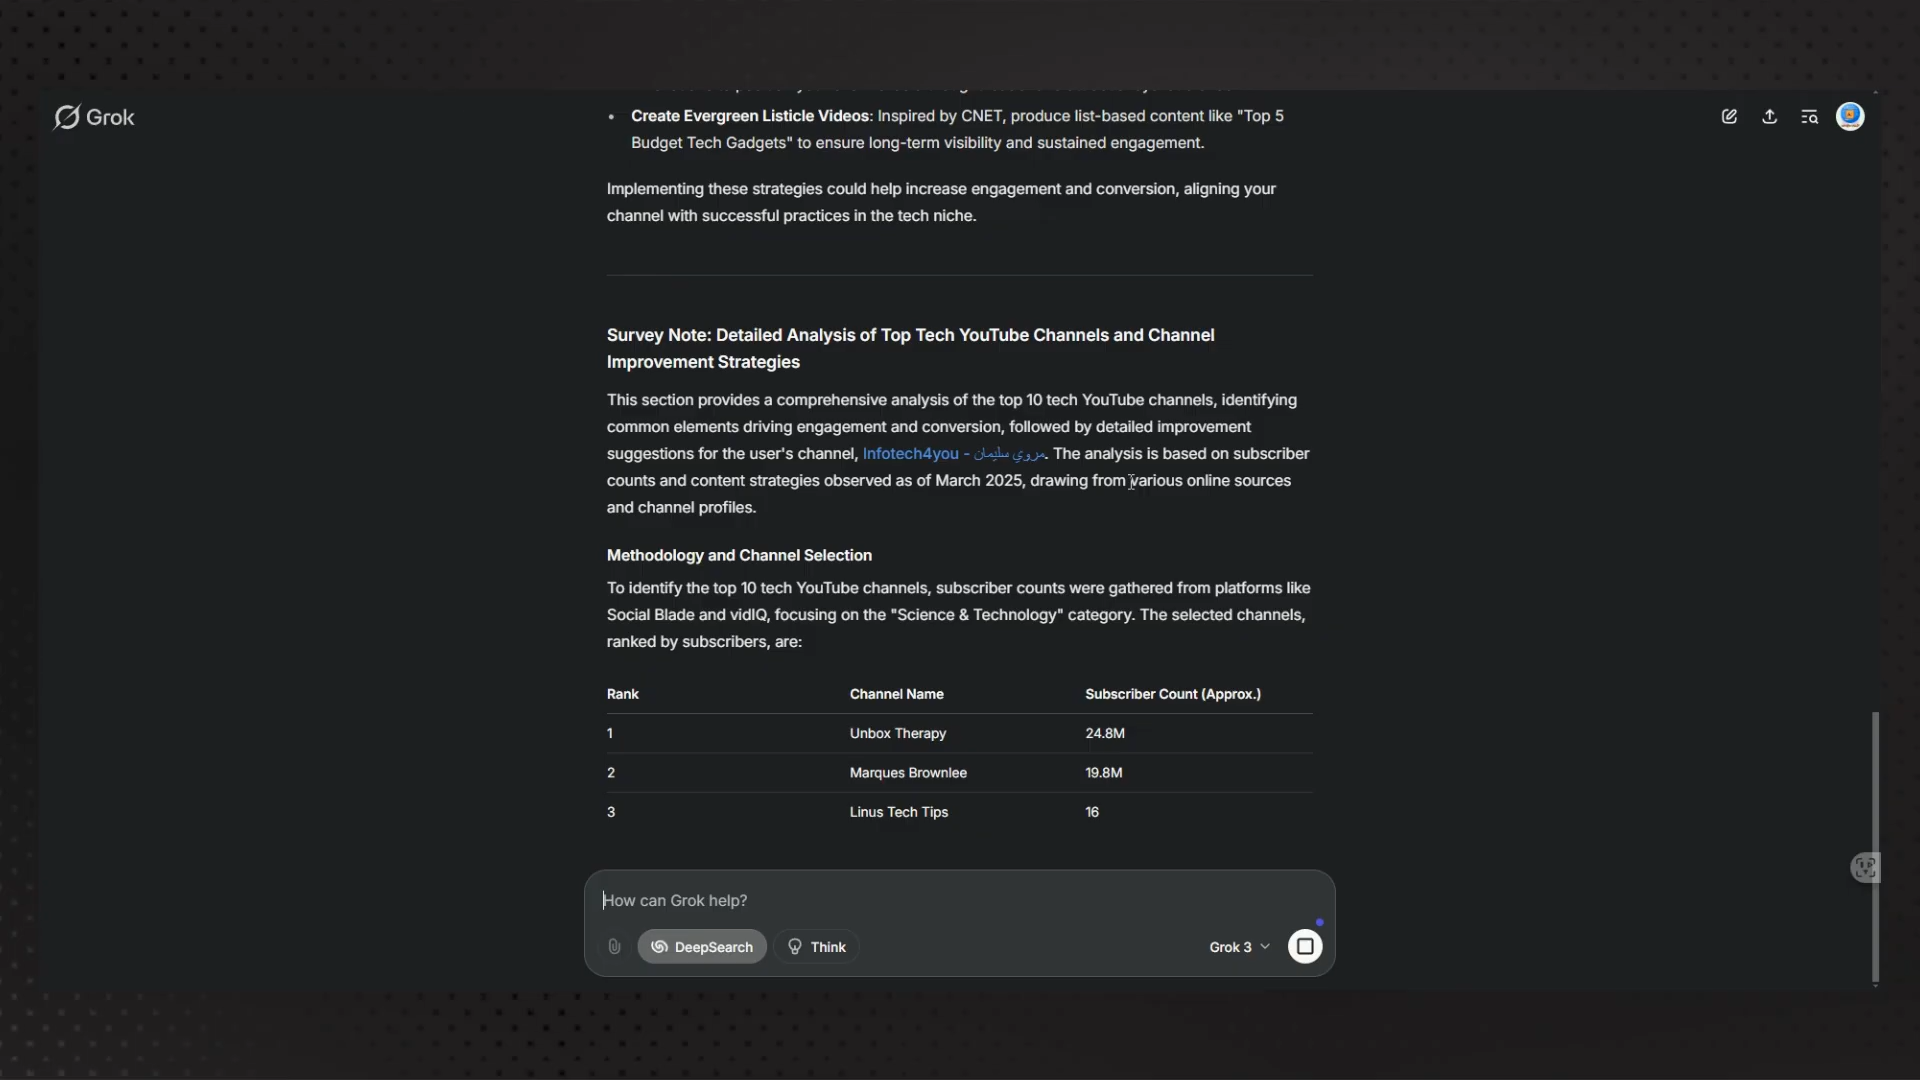 Grok
Create Evergreen Listicle Videos: Inspired by CNET, produce list-based content like "Top 5
Budget Tech Gadgets" to ensure long-term visibility and sustained engagement.
Implementing these strategies could help increase engagement and conversion, aligning your
channel with successful practices in the tech niche.
Survey Note: Detailed Analysis of Top Tech YouTube Channels and Channel
Improvement Strategies
This section provides a comprehensive analysis of the top 10 tech YouTube channels, identifying
common elements driving engagement and conversion, followed by detailed improvement
suggestions for the user's channel, Infotech4you - مروي سليمان. The analysis is based on subscriber
counts and content strategies observed as of March 2025, drawing from various online sources
and channel profiles.
Methodology and Channel Selection
To identify the top 10 tech YouTube channels, subscriber counts were gathered from platforms like
Social Blade and vidIQ, focusing on the "Science & Technology" category. The selected channels,
ranked by subscribers, are:
Rank Channel Name Subscriber Count (Approx.)
1 Unbox Therapy 24.8M
2 Marques Brownlee 19.8M
3 Linus Tech Tips 16
How can Grok help?
DeepSearch Think Grok 3